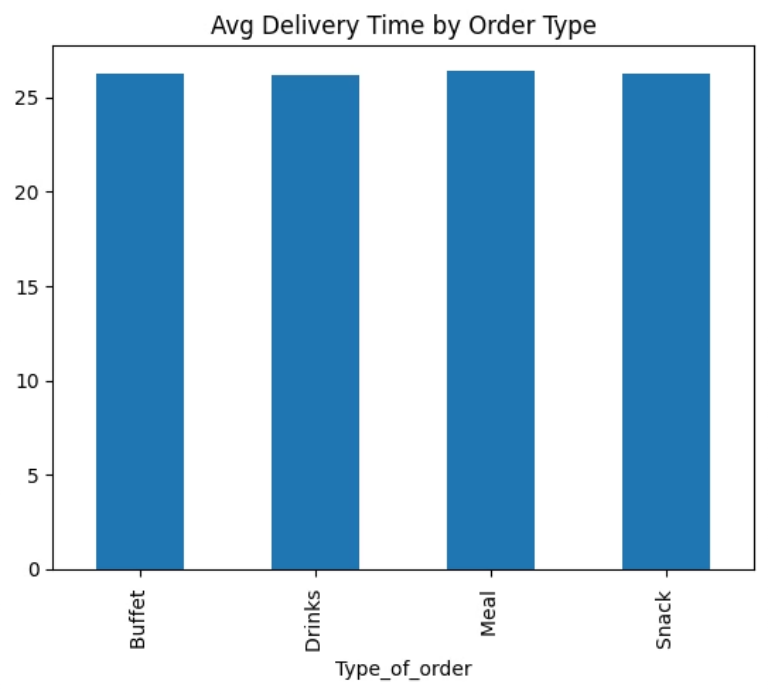 Avg Delivery Time by Order Type
25
20
15
10
5
0
Buffet
Drinks
Meal
Snack
Type_of_order